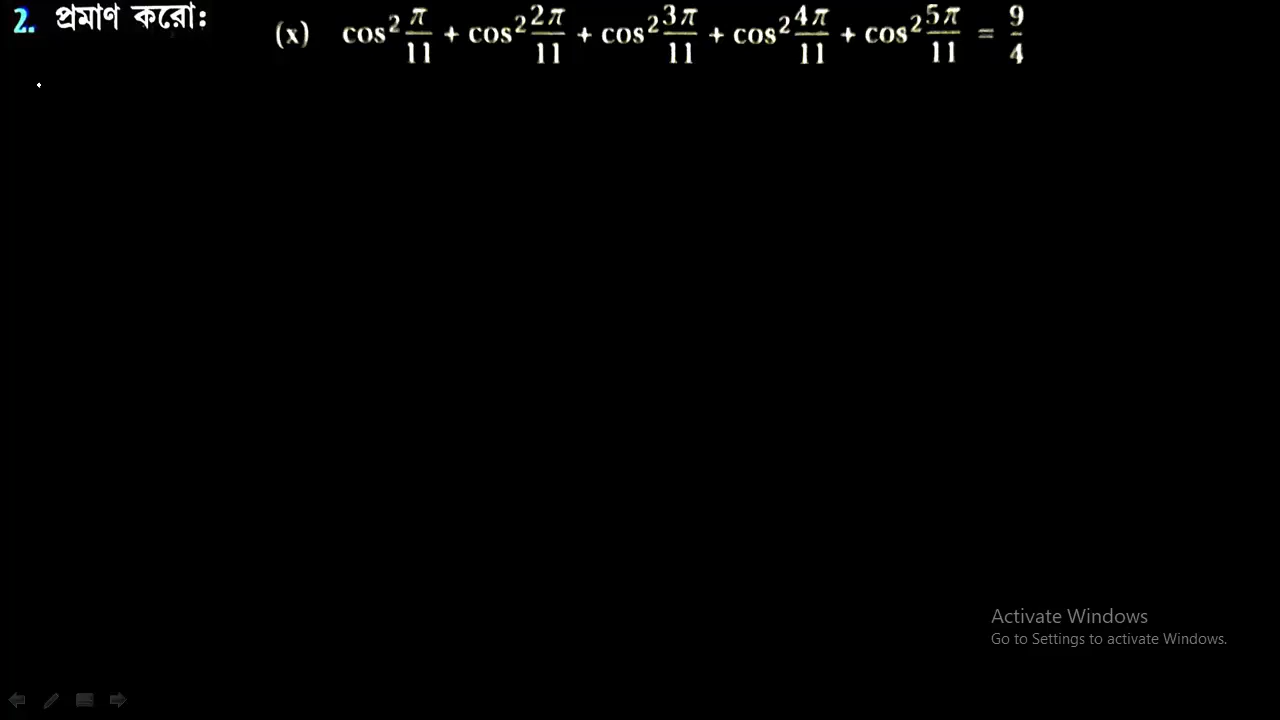 2. প্রমাণ করো: (x) cos² π/11 + cos² 2π/11 + cos² 3π/11 + cos² 4π/11 + cos² 5π/11 = 9/4
Activate Windows
Go to Settings to activate Windows.